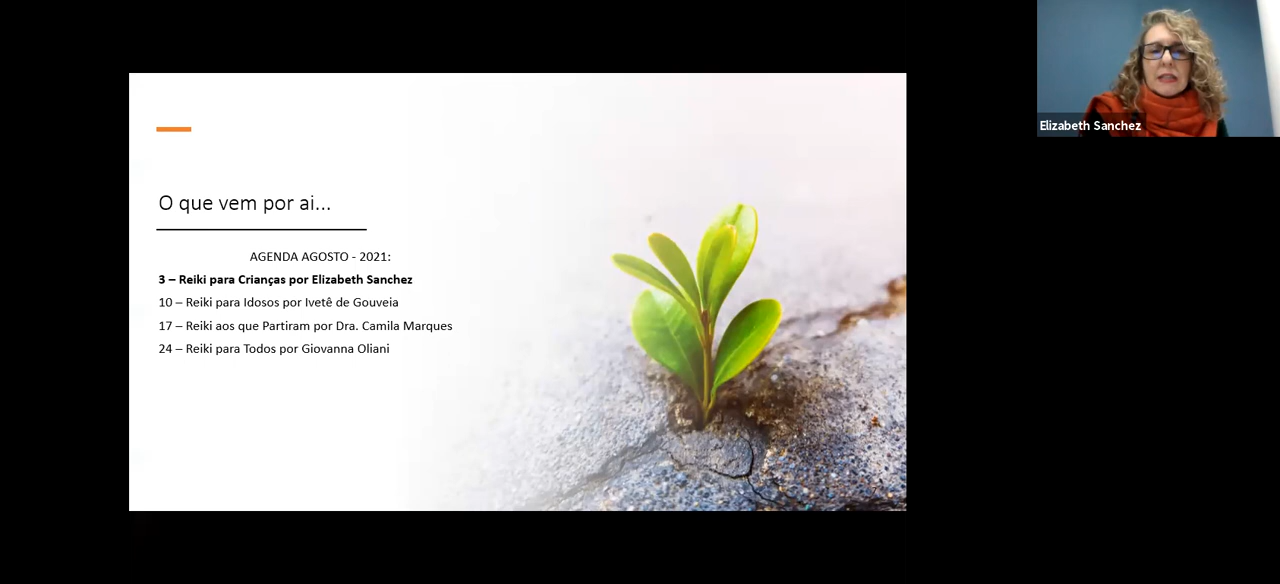 O que vem por ai...
AGENDA AGOSTO - 2021:
3 – Reiki para Crianças por Elizabeth Sanchez
10 – Reiki para Idosos por Ivetê de Gouveia
17 – Reiki aos que Partiram por Dra. Camila Marques
24 – Reiki para Todos por Giovanna Oliani
Elizabeth Sanchez